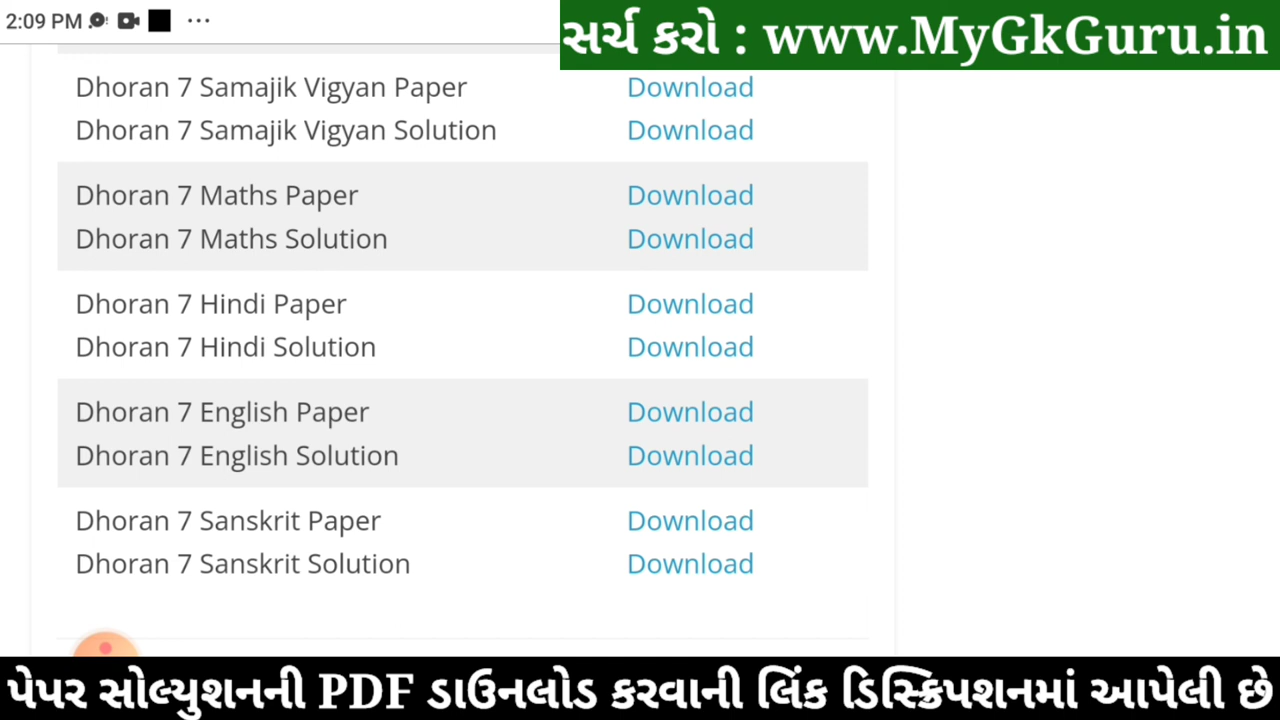 2:09 PM
સર્ચ કરો : www.MyGkGuru.in
Dhoran 7 Samajik Vigyan Paper Download
Dhoran 7 Samajik Vigyan Solution Download
Dhoran 7 Maths Paper Download
Dhoran 7 Maths Solution Download
Dhoran 7 Hindi Paper Download
Dhoran 7 Hindi Solution Download
Dhoran 7 English Paper Download
Dhoran 7 English Solution Download
Dhoran 7 Sanskrit Paper Download
Dhoran 7 Sanskrit Solution Download
પેપર સોલ્યુશનની PDF ડાઉનલોડ કરવાની લિંક ડિસ્ક્રિપશનમાં આપેલી છે